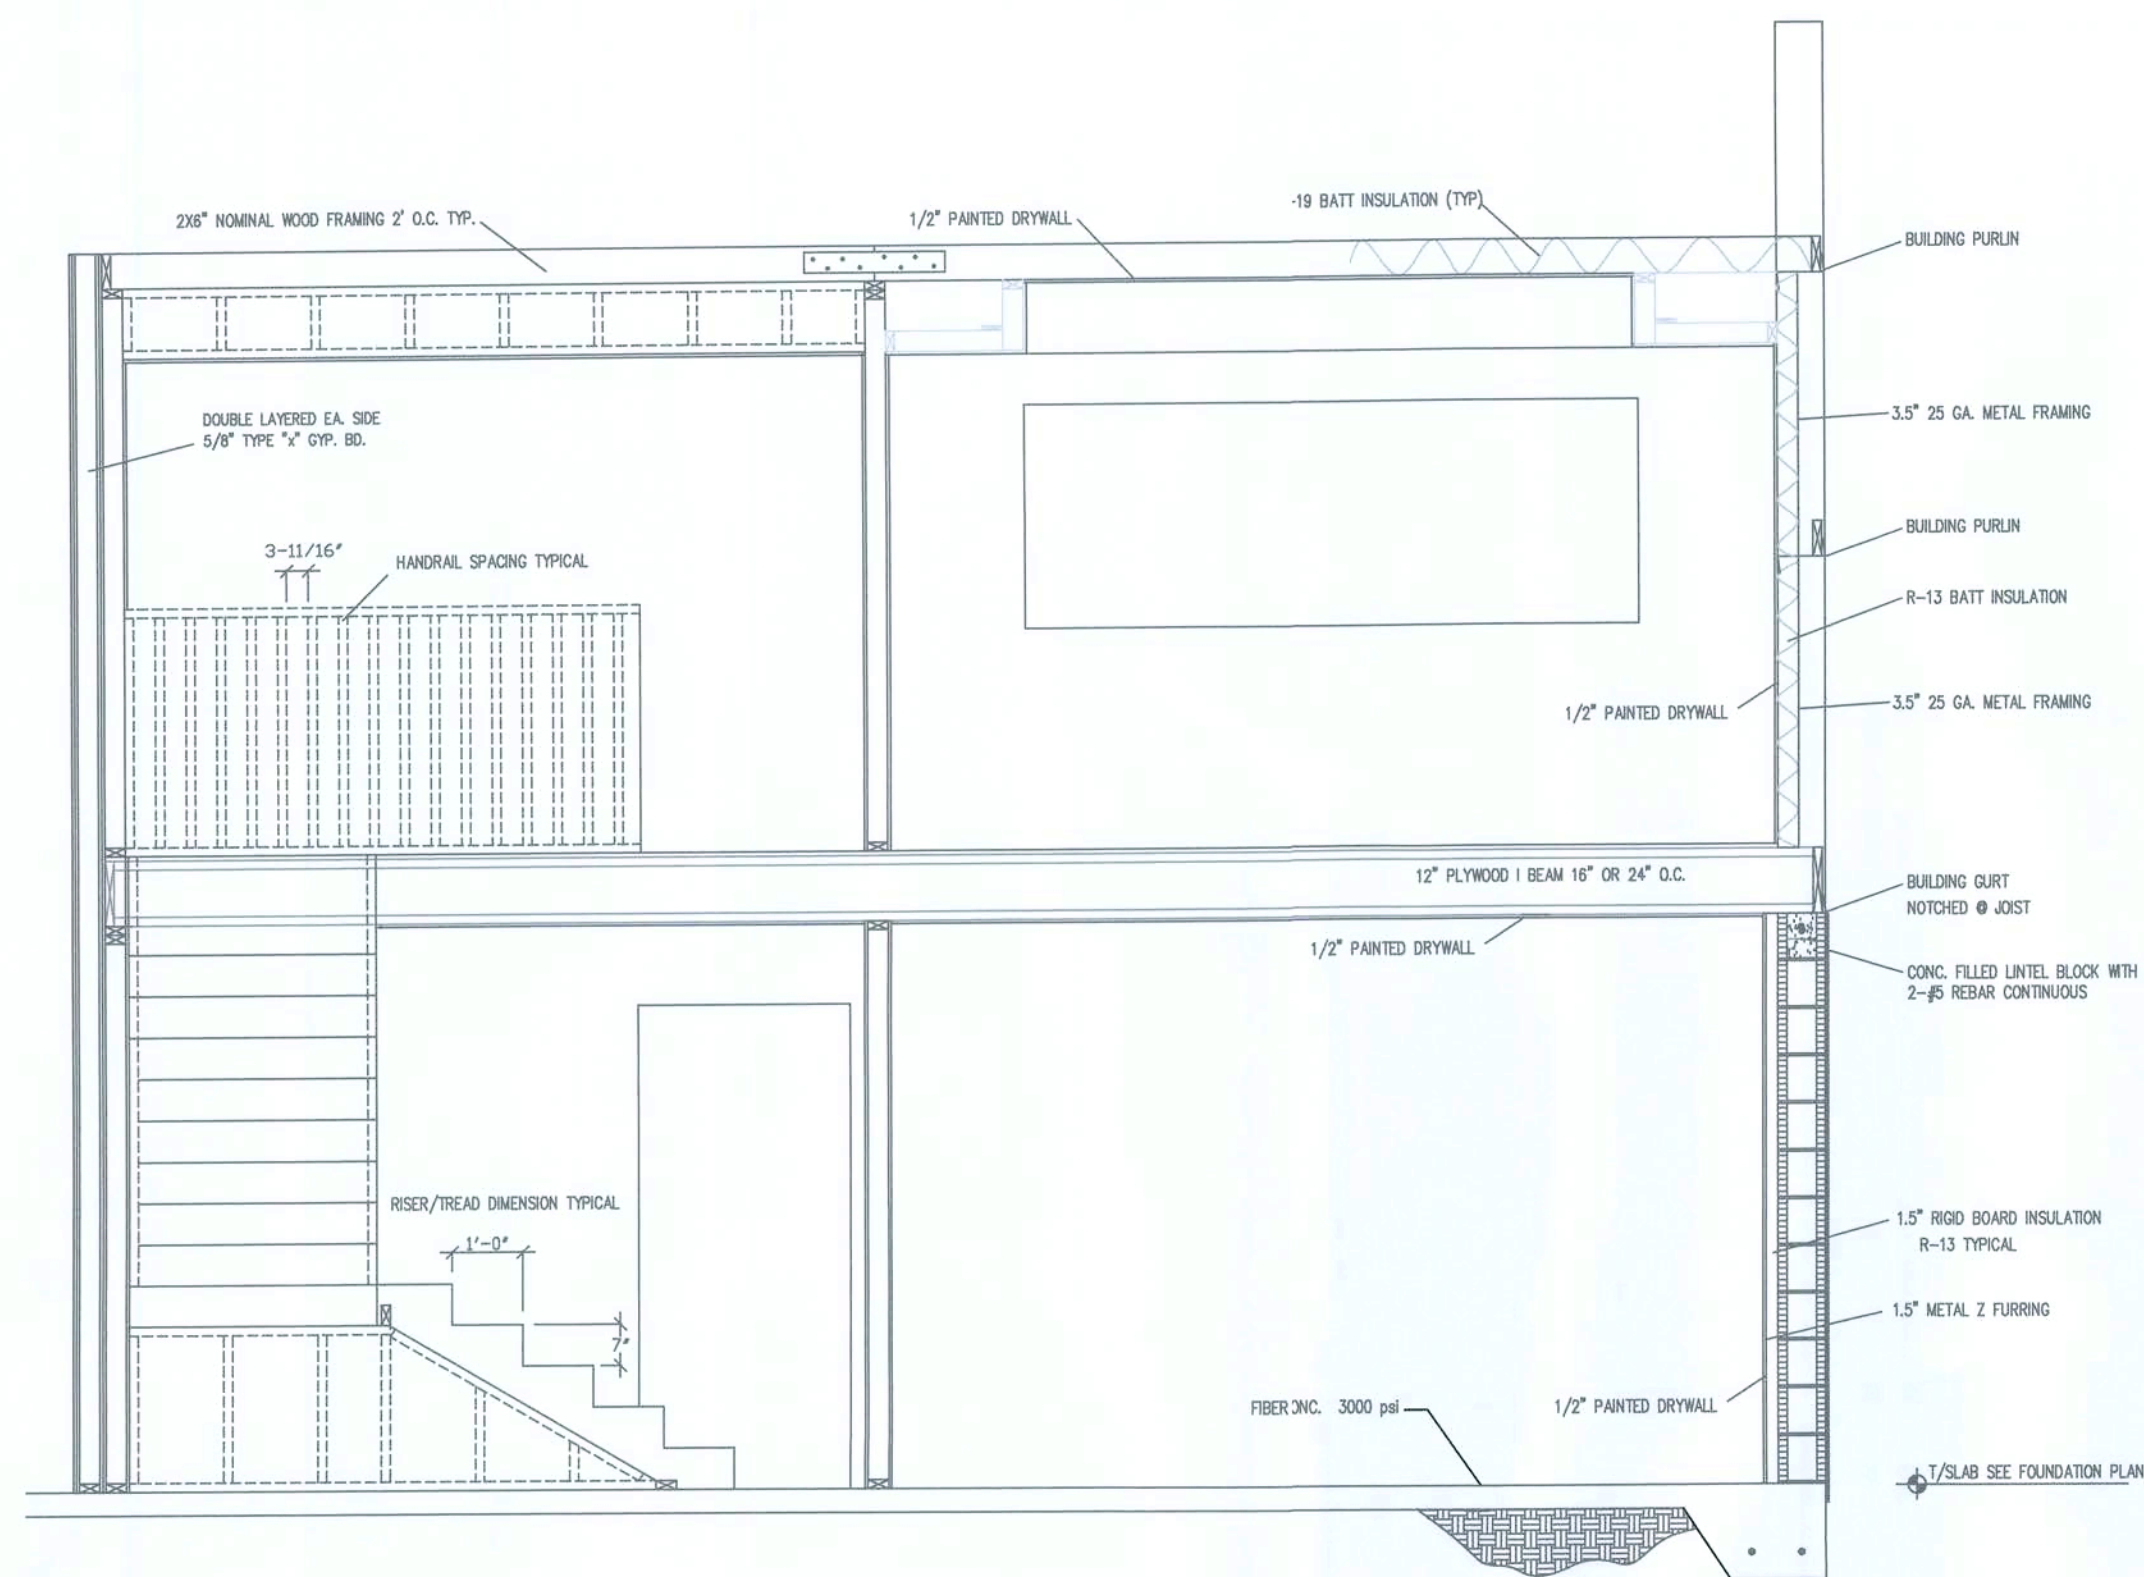 2X6" NOMINAL WOOD FRAMING 2' O.C. TYP.
1/2" PAINTED DRYWALL
-19 BATT INSULATION (TYP)
BUILDING PURLIN
DOUBLE LAYERED EA. SIDE
5/8" TYPE "x" GYP. BD.
3.5" 25 GA. METAL FRAMING
3-11/16"
HANDRAIL SPACING TYPICAL
BUILDING PURLIN
R-13 BATT INSULATION
1/2" PAINTED DRYWALL
3.5" 25 GA. METAL FRAMING
12" PLYWOOD I BEAM 16" OR 24" O.C.
BUILDING GURT
NOTCHED @ JOIST
1/2" PAINTED DRYWALL
CONC. FILLED LINTEL BLOCK WITH
2-#5 REBAR CONTINUOUS
RISER/TREAD DIMENSION TYPICAL
1'-0"
7"
1.5" RIGID BOARD INSULATION
R-13 TYPICAL
1.5" METAL Z FURRING
FIBER ONC. 3000 psi
1/2" PAINTED DRYWALL
T/SLAB SEE FOUNDATION PLAN